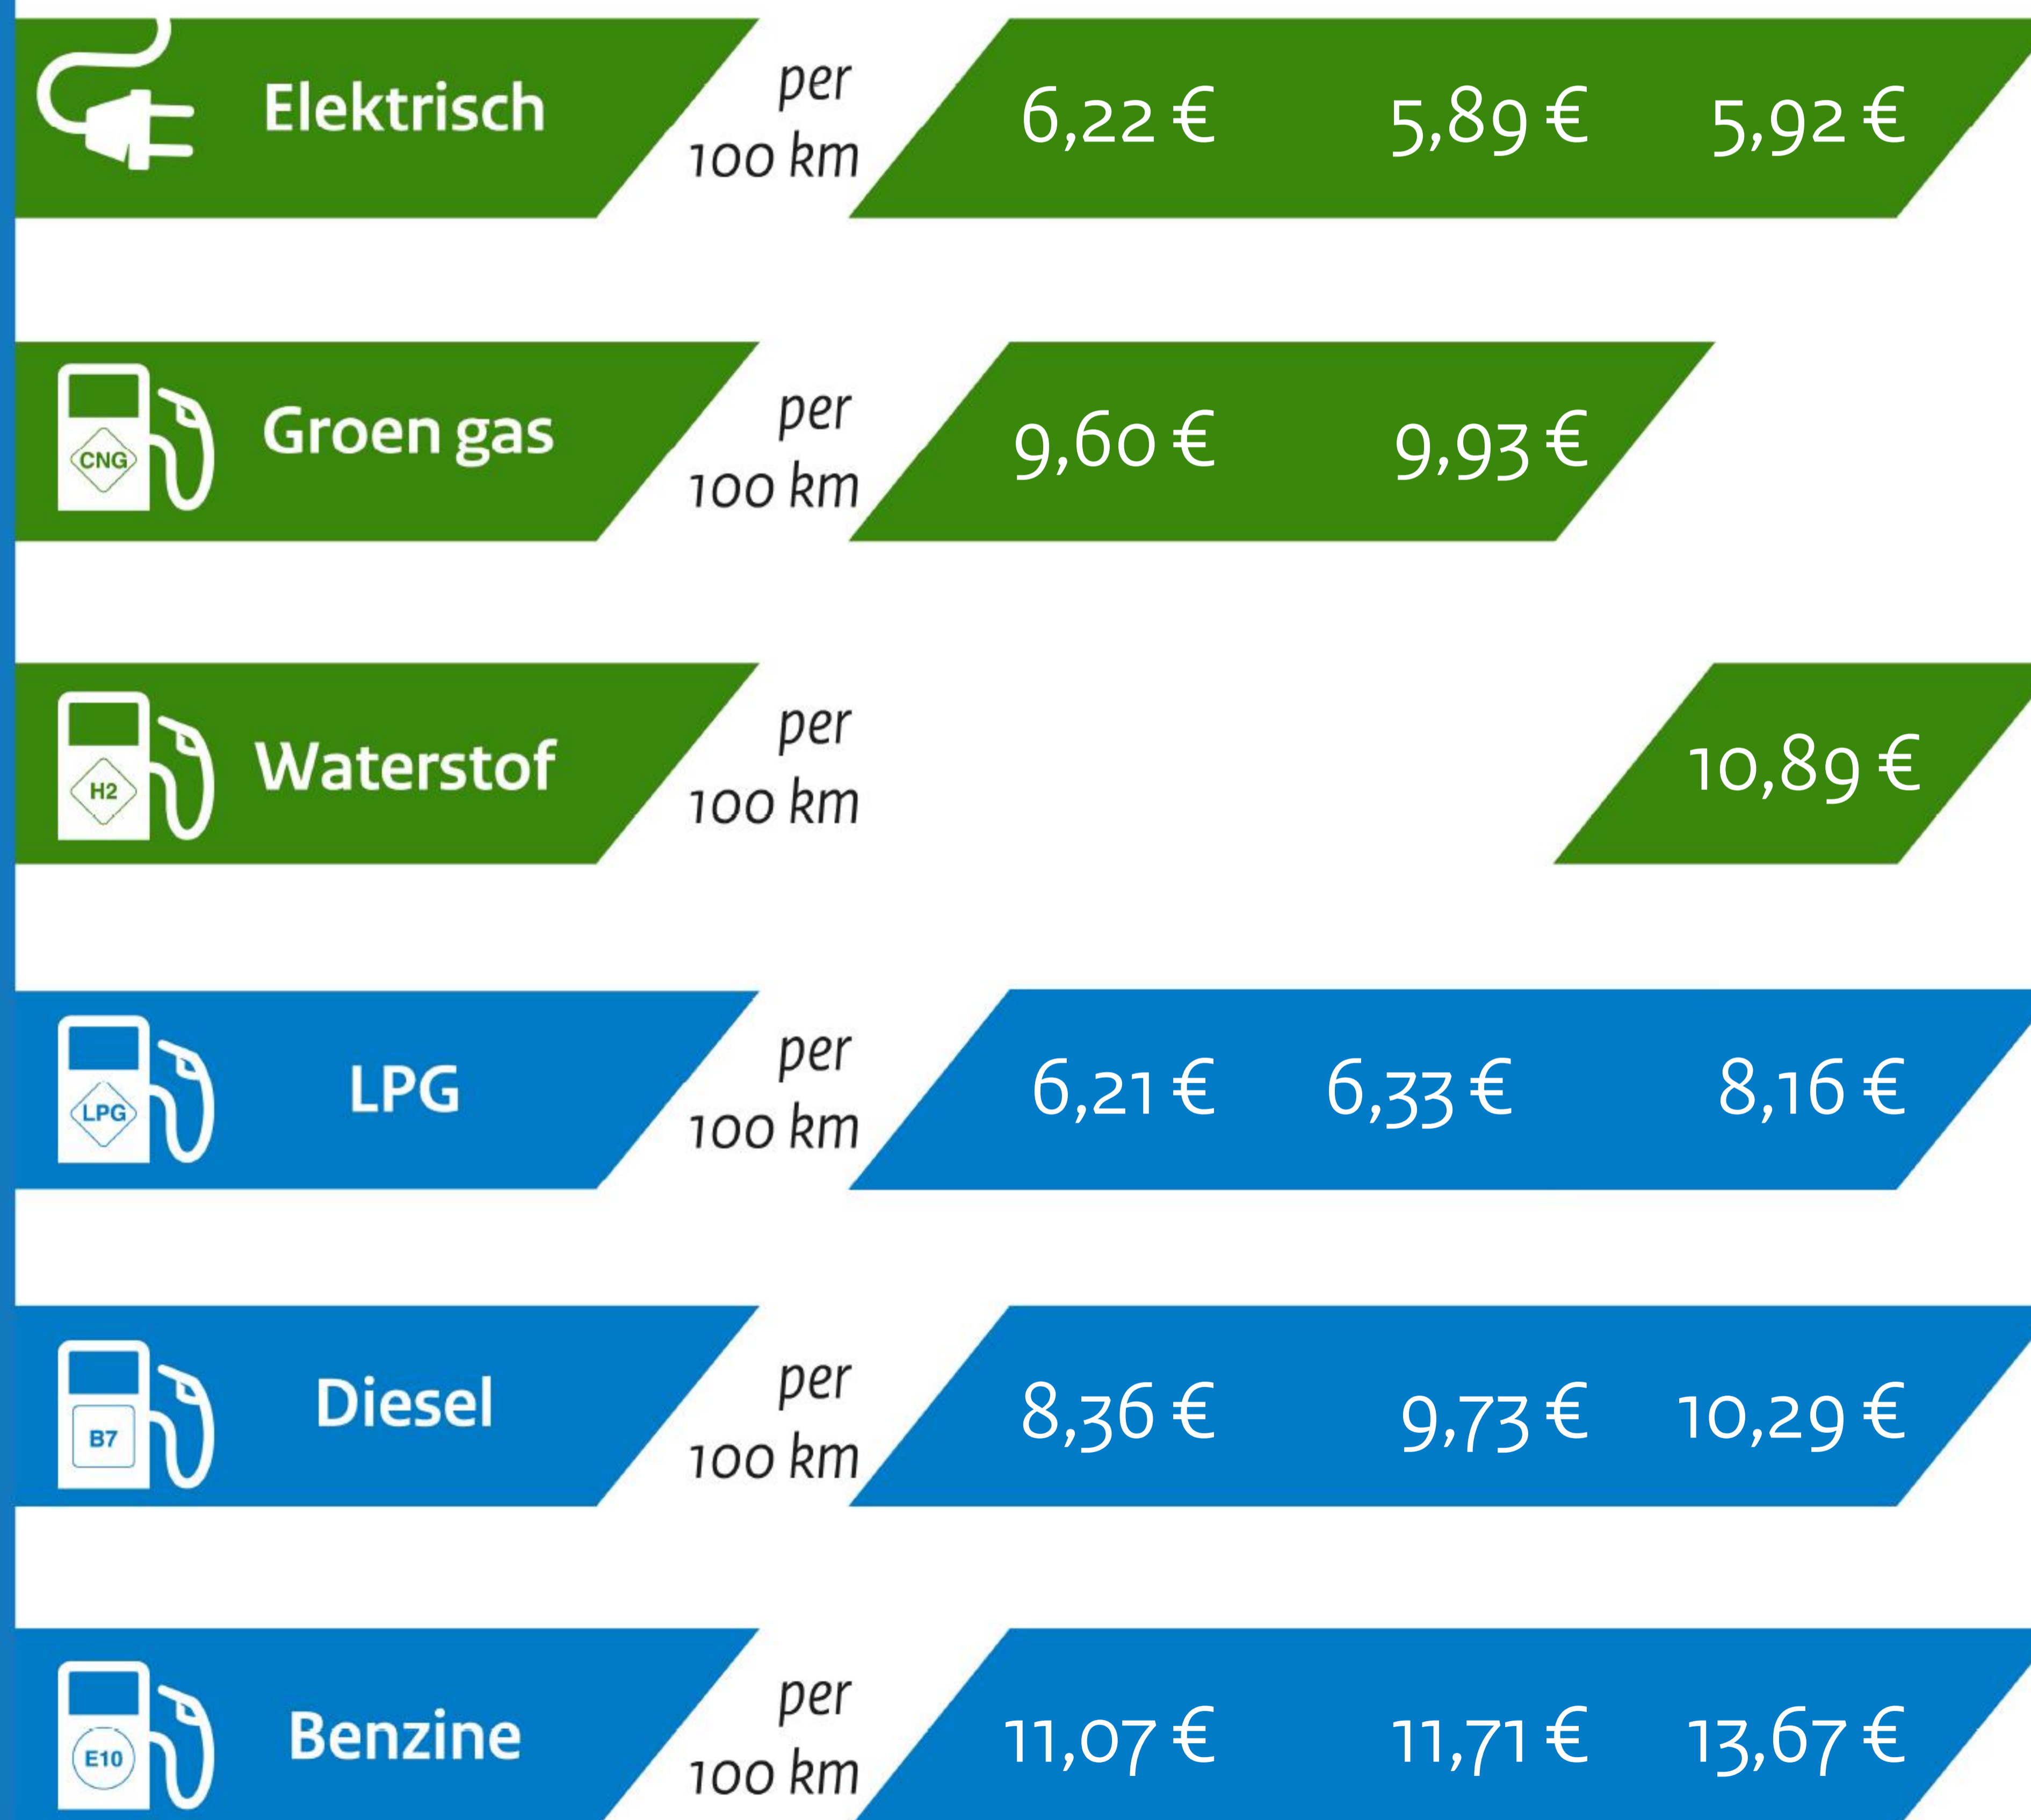 Elektrisch per 100 km 6,22 € 5,89 € 5,92 €
CNG Groen gas per 100 km 9,60 € 9,93 €
H2 Waterstof per 100 km 10,89 €
LPG LPG per 100 km 6,21 € 6,33 € 8,16 €
B7 Diesel per 100 km 8,36 € 9,73 € 10,29 €
E10 Benzine per 100 km 11,07 € 11,71 € 13,67 €